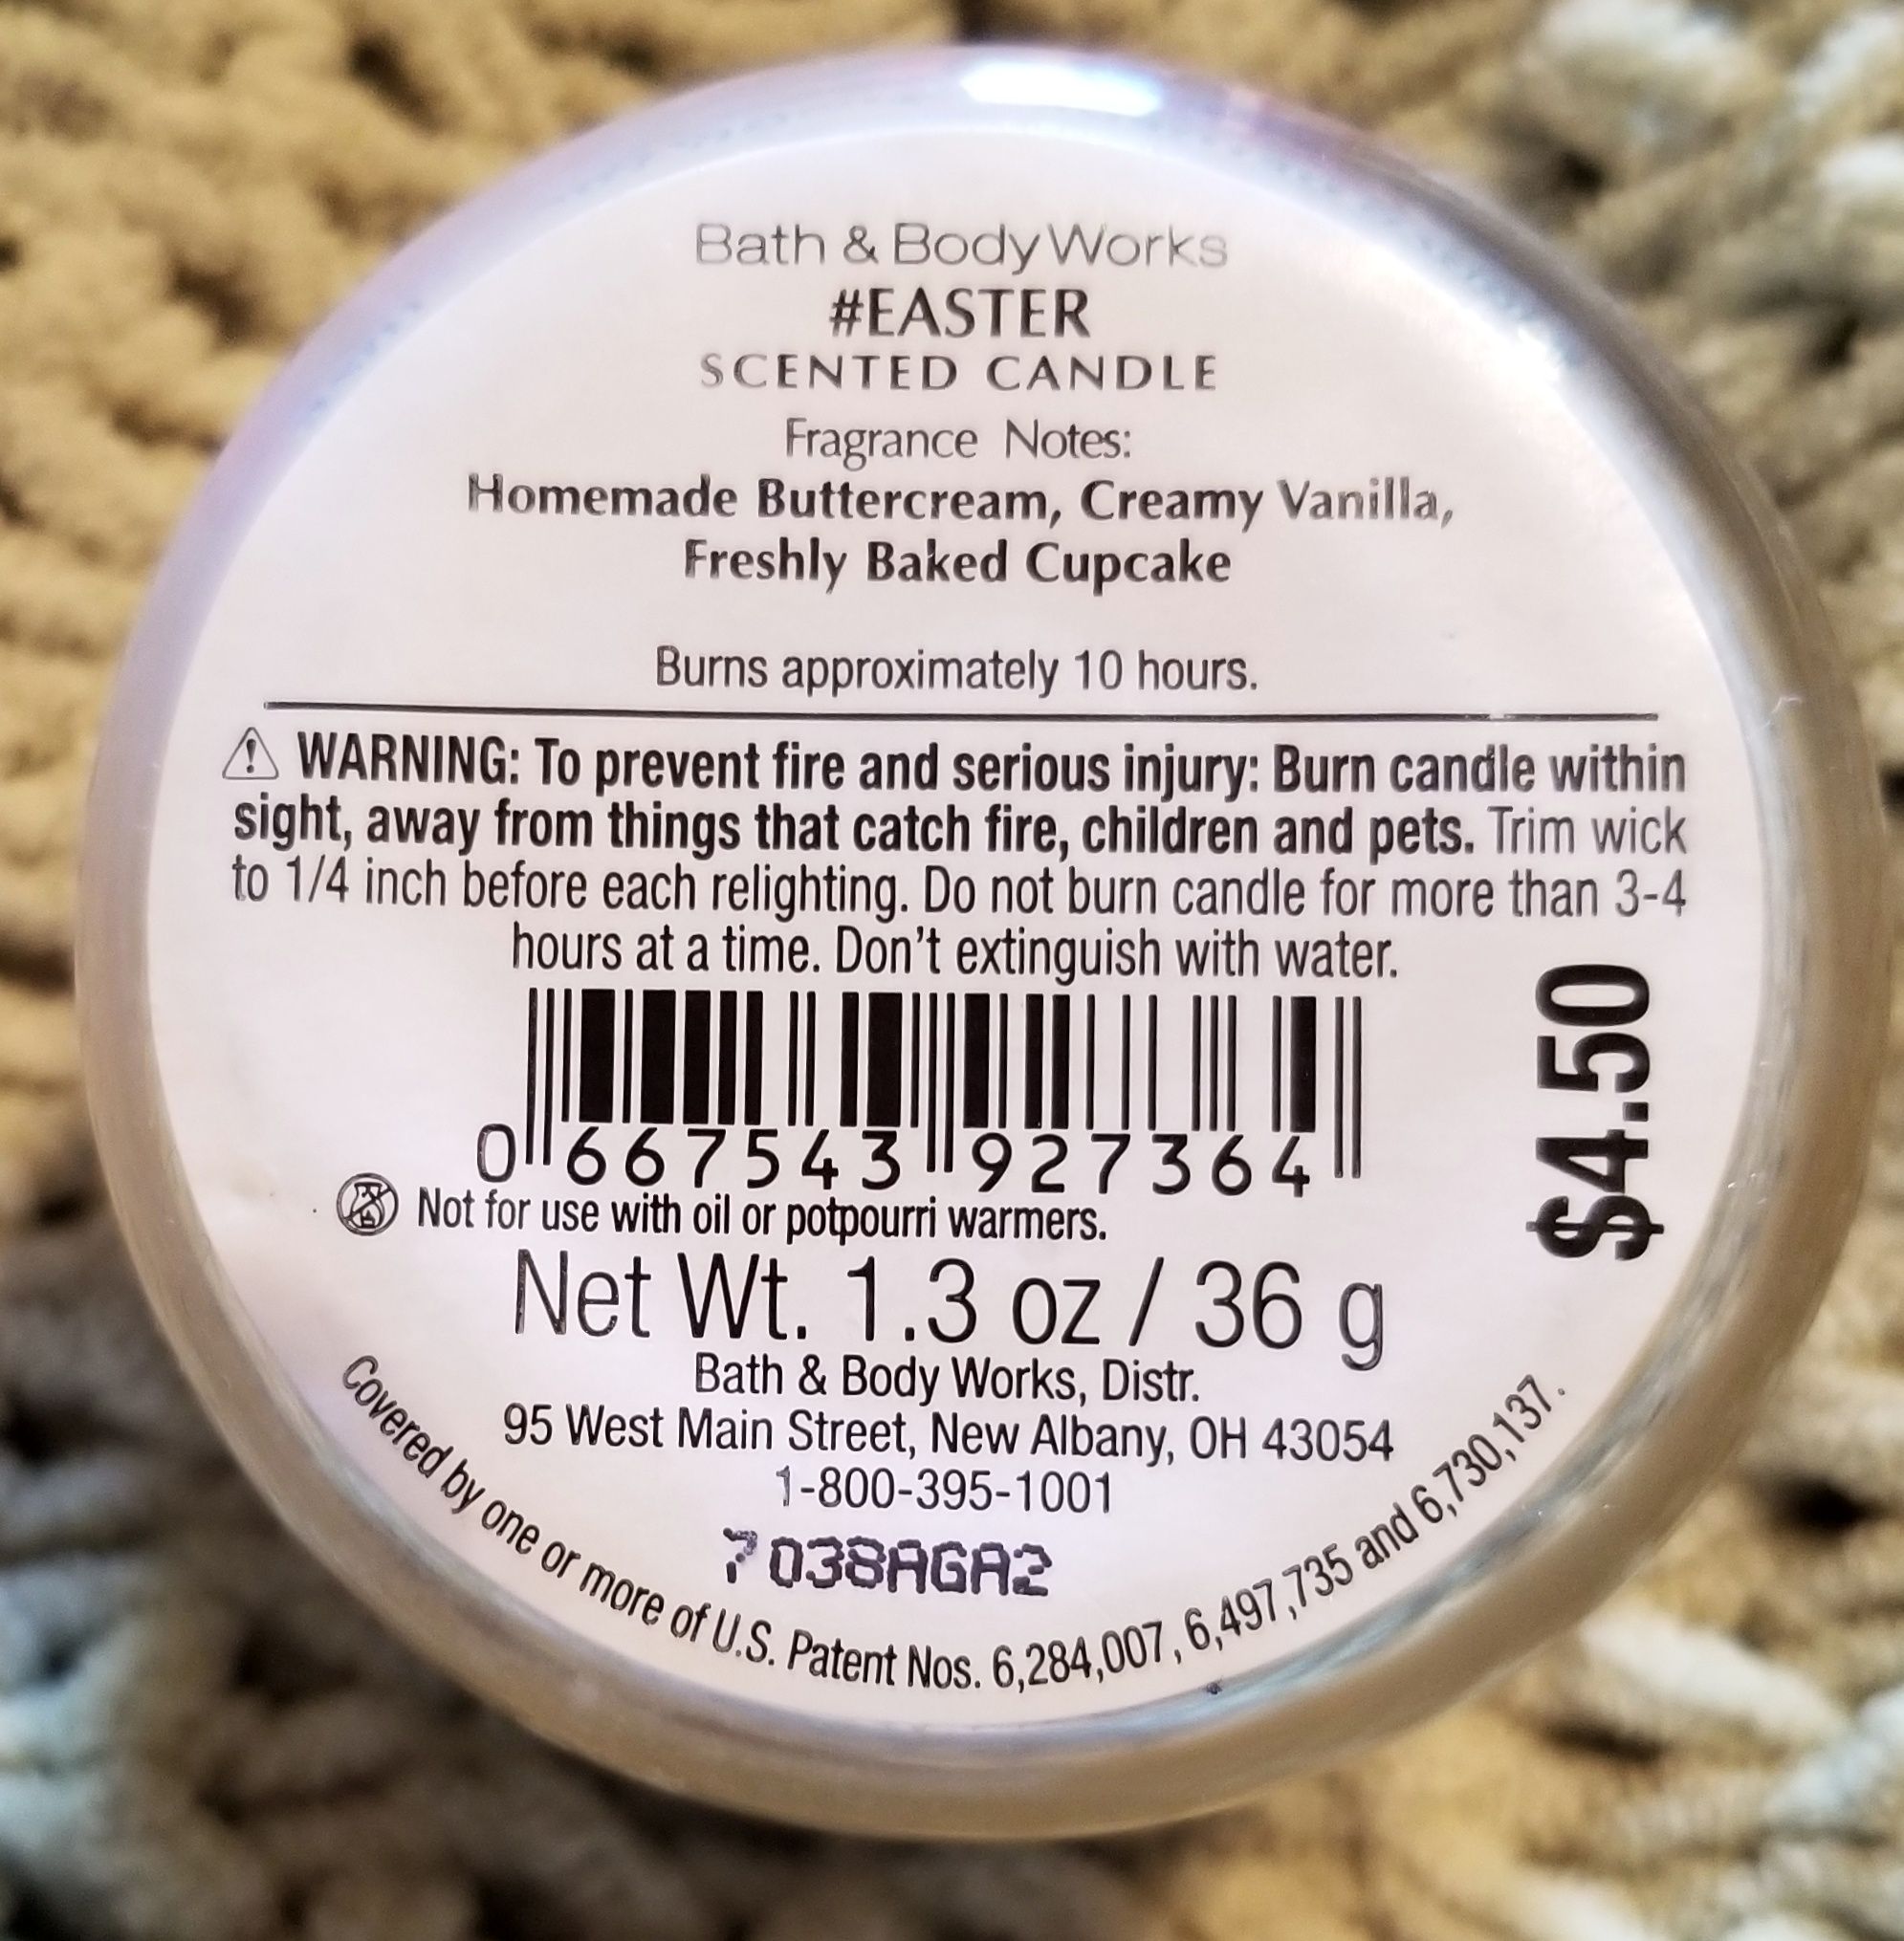 Bath & Body Works
#EASTER
SCENTED CANDLE
Fragrance Notes:
Homemade Buttercream, Creamy Vanilla,
Freshly Baked Cupcake
Burns approximately 10 hours.
⚠ WARNING: To prevent fire and serious injury: Burn candle within
sight, away from things that catch fire, children and pets. Trim wick
to 1/4 inch before each relighting. Do not burn candle for more than 3-4
hours at a time. Don't extinguish with water.
$4.50
0 667543 927364
Not for use with oil or potpourri warmers.
Net Wt. 1.3 oz / 36 g
Bath & Body Works, Distr.
95 West Main Street, New Albany, OH 43054
1-800-395-1001
7038AGA2
Covered by one or more of U.S. Patent Nos. 6,284,007, 6,497,735 and 6,730,137.